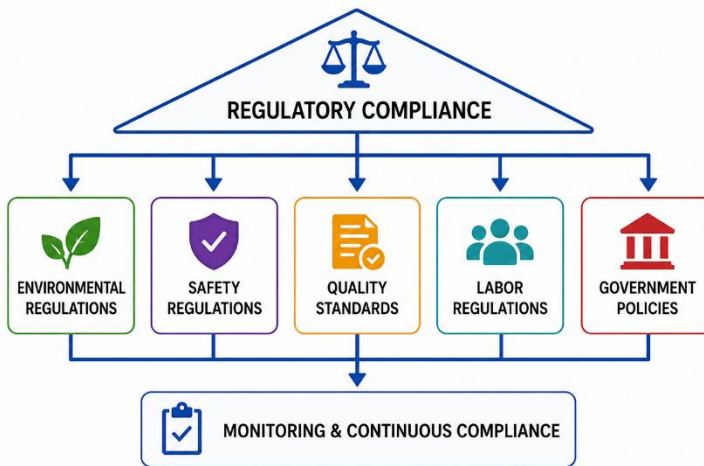 REGULATORY COMPLIANCE
ENVIRONMENTAL
REGULATIONS
SAFETY
REGULATIONS
QUALITY
STANDARDS
LABOR
REGULATIONS
GOVERNMENT
POLICIES
MONITORING & CONTINUOUS COMPLIANCE